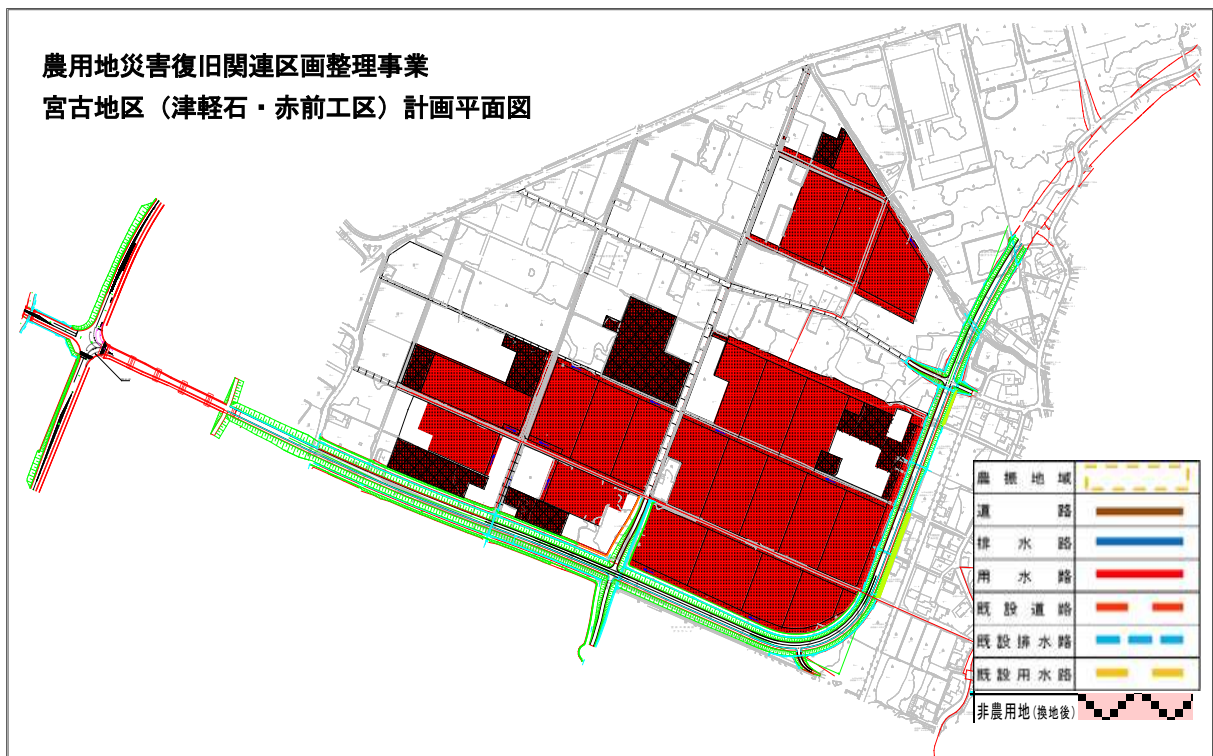 農用地災害復旧関連区画整理事業
宮古地区（津軽石・赤前工区）計画平面図
農振地域
道路
排水路
用水路
既設道路
既設排水路
既設用水路
非農用地(換地後)